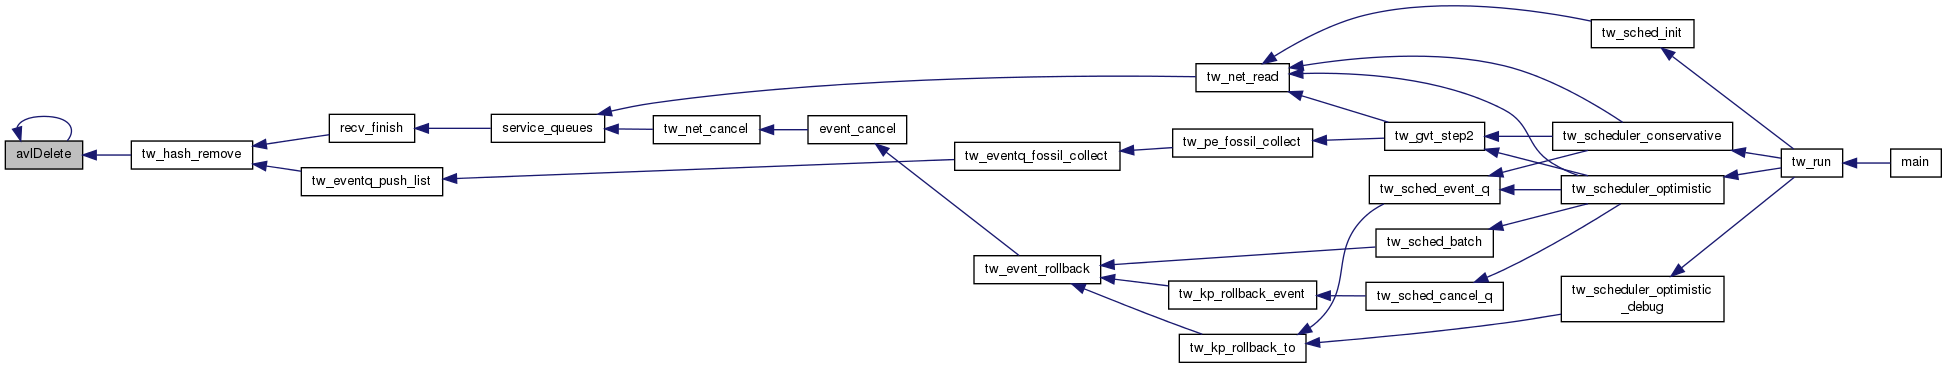 avlDelete
tw_hash_remove
recv_finish
tw_eventq_push_list
service_queues
tw_net_cancel
event_cancel
tw_eventq_fossil_collect
tw_event_rollback
tw_pe_fossil_collect
tw_net_read
tw_kp_rollback_event
tw_kp_rollback_to
tw_gvt_step2
tw_sched_event_q
tw_sched_batch
tw_sched_cancel_q
tw_sched_init
tw_scheduler_conservative
tw_scheduler_optimistic
tw_scheduler_optimistic
_debug
tw_run
main